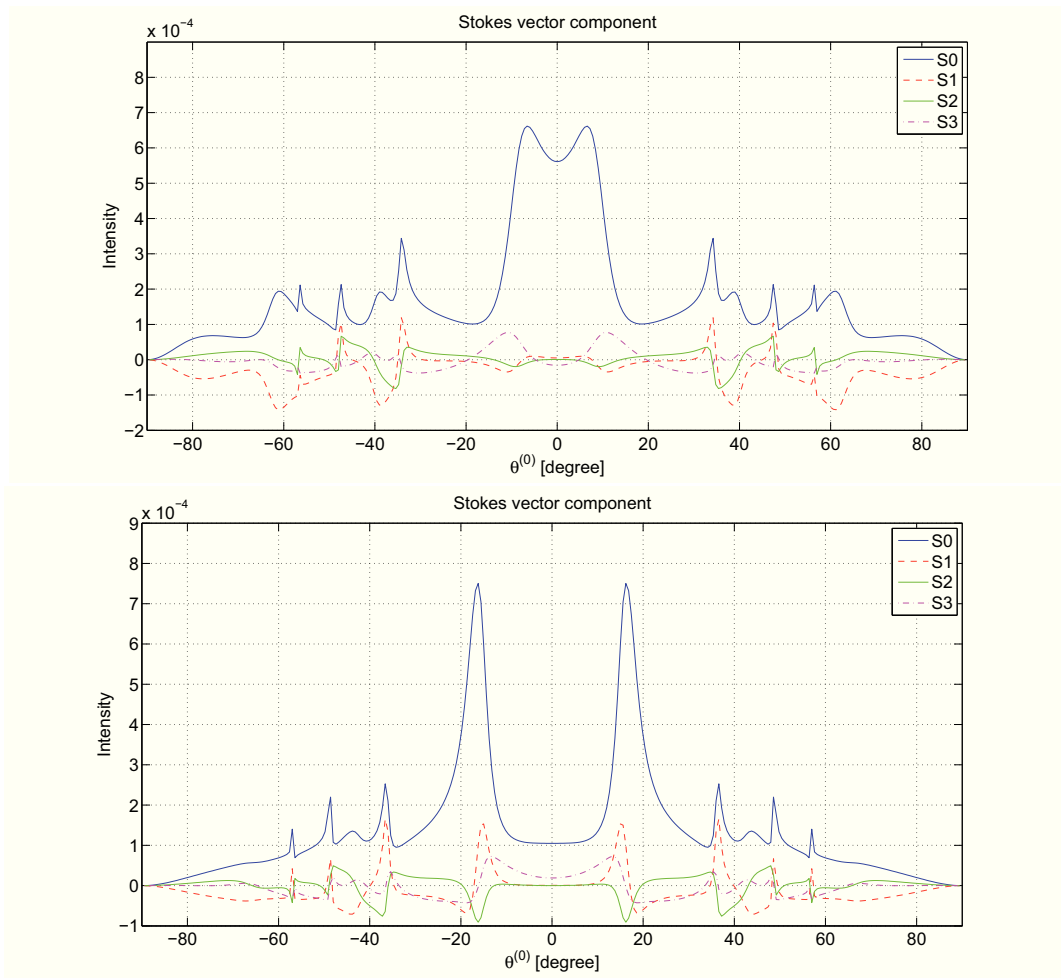 Stokes vector component
x 10⁻⁴
8
7
6
5
4
3
2
1
0
−1
−2
Intensity
S0
S1
S2
S3
−80 −60 −40 −20 0 20 40 60 80
θ⁽⁰⁾ [degree]
Stokes vector component
x 10⁻⁴
9
8
7
6
5
4
3
2
1
0
−1
Intensity
S0
S1
S2
S3
−80 −60 −40 −20 0 20 40 60 80
θ⁽⁰⁾ [degree]